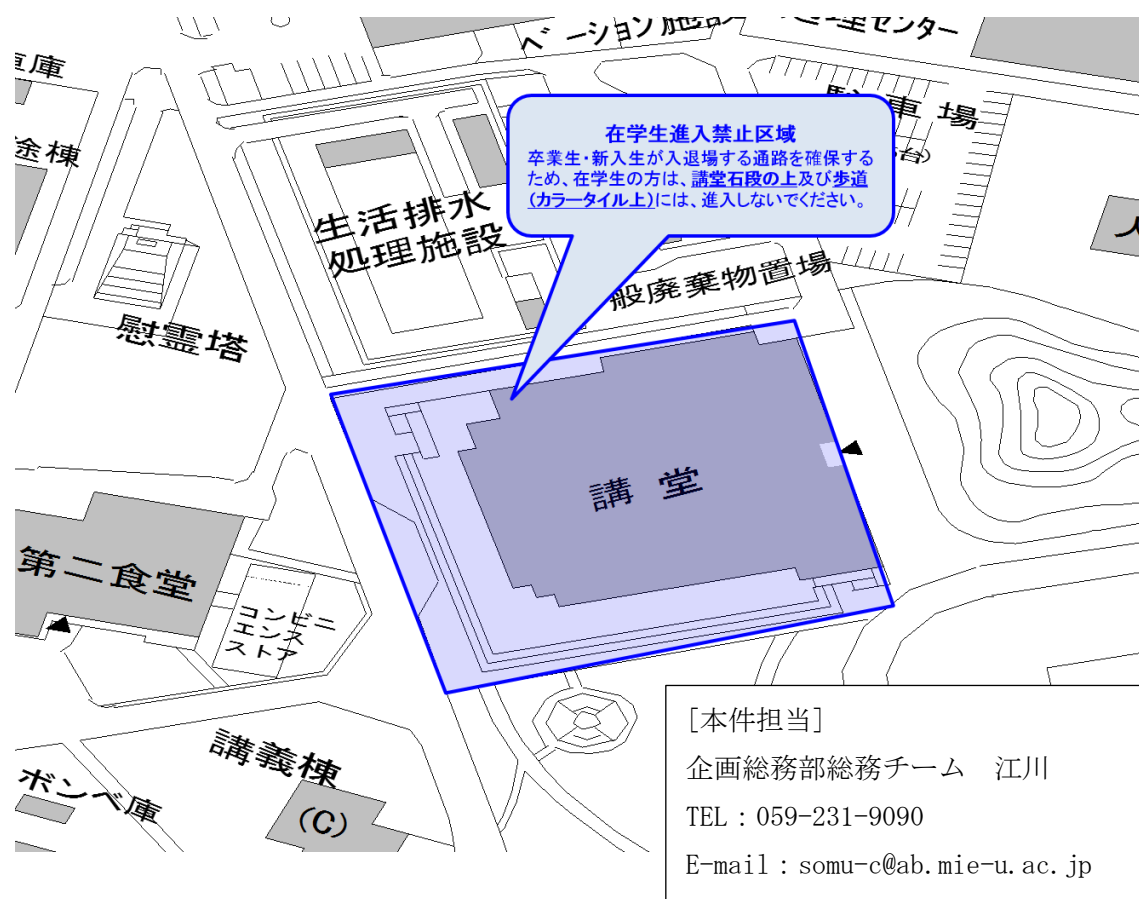 ベーション施設
理センター
車庫
金棟
駐車場
台)
在学生進入禁止区域
卒業生・新入生が入退場する通路を確保する
ため、在学生の方は、講堂石段の上及び歩道
(カラータイル上)には、進入しないでください。
生活排水
処理施設
般廃棄物置場
慰霊塔
講堂
第二食堂
コンビニ
エンス
ストア
講義棟
(C)
ボンベ庫
[本件担当]
企画総務部総務チーム 江川
TEL：059-231-9090
E-mail：somu-c@ab.mie-u.ac.jp